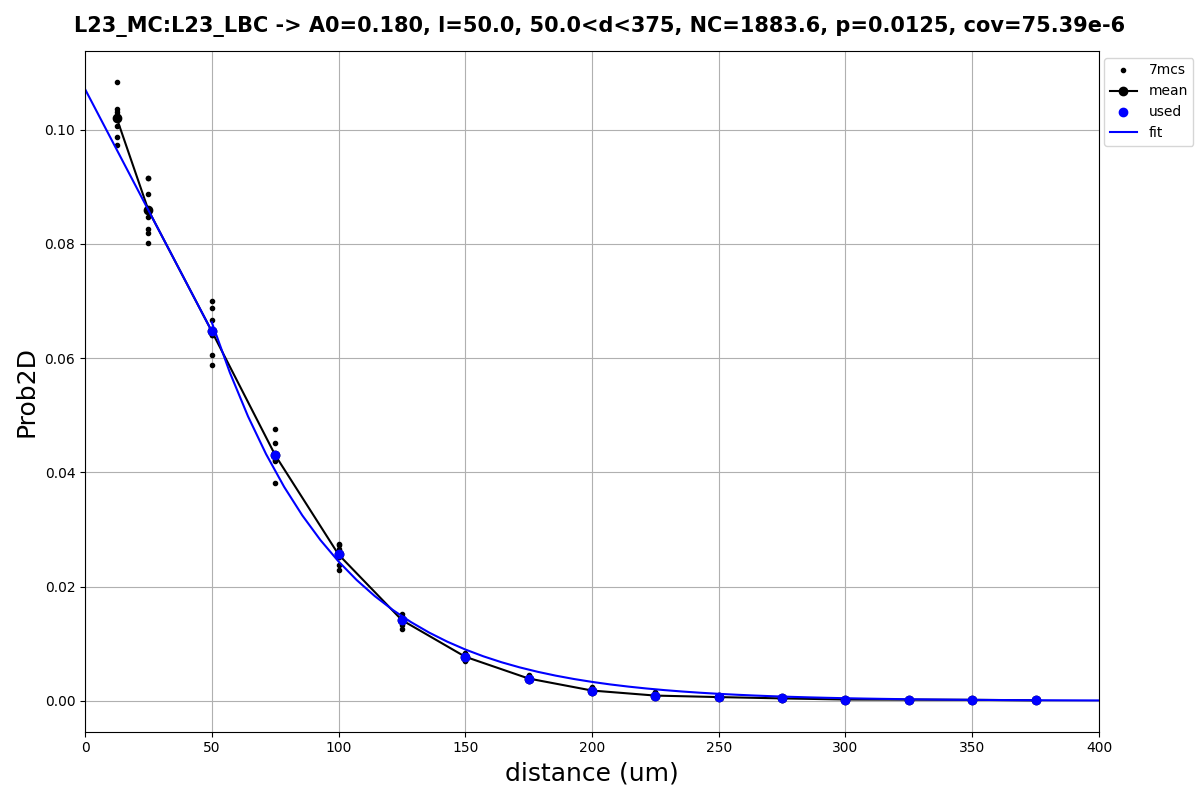 L23_MC:L23_LBC -> A0=0.180, l=50.0, 50.0<d<375, NC=1883.6, p=0.0125, cov=75.39e-6
7mcs
mean
used
fit
0.10
0.08
0.06
0.04
0.02
0.00
Prob2D
0 50 100 150 200 250 300 350 400
distance (um)